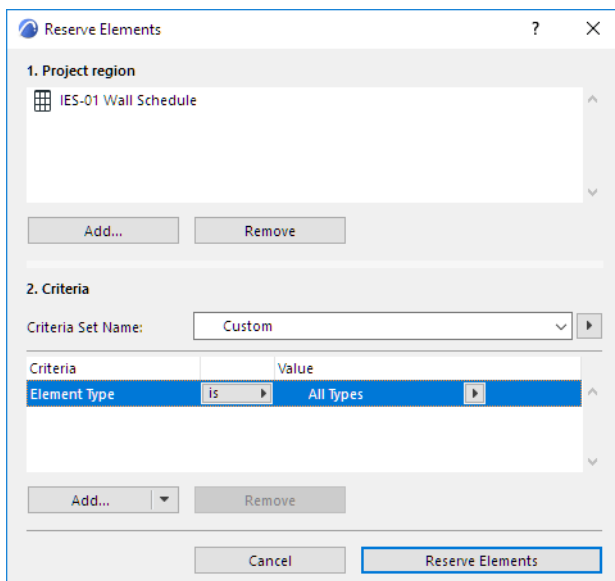 Reserve Elements ?
1. Project region
IES-01 Wall Schedule
Add... Remove
2. Criteria
Criteria Set Name: Custom
Criteria Value
Element Type is All Types
Add... Remove
Cancel Reserve Elements